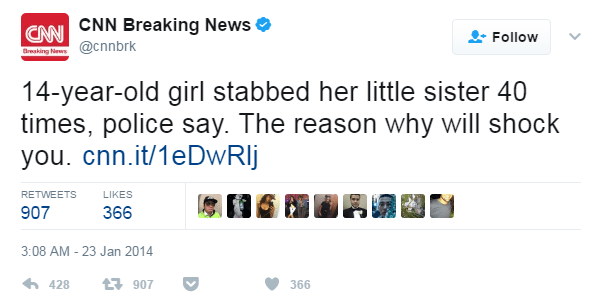 CNN
Breaking News
CNN Breaking News
@cnnbrk
Follow
14-year-old girl stabbed her little sister 40
times, police say. The reason why will shock
you. cnn.it/1eDwRlj
RETWEETS LIKES
907 366
3:08 AM - 23 Jan 2014
428 907 366